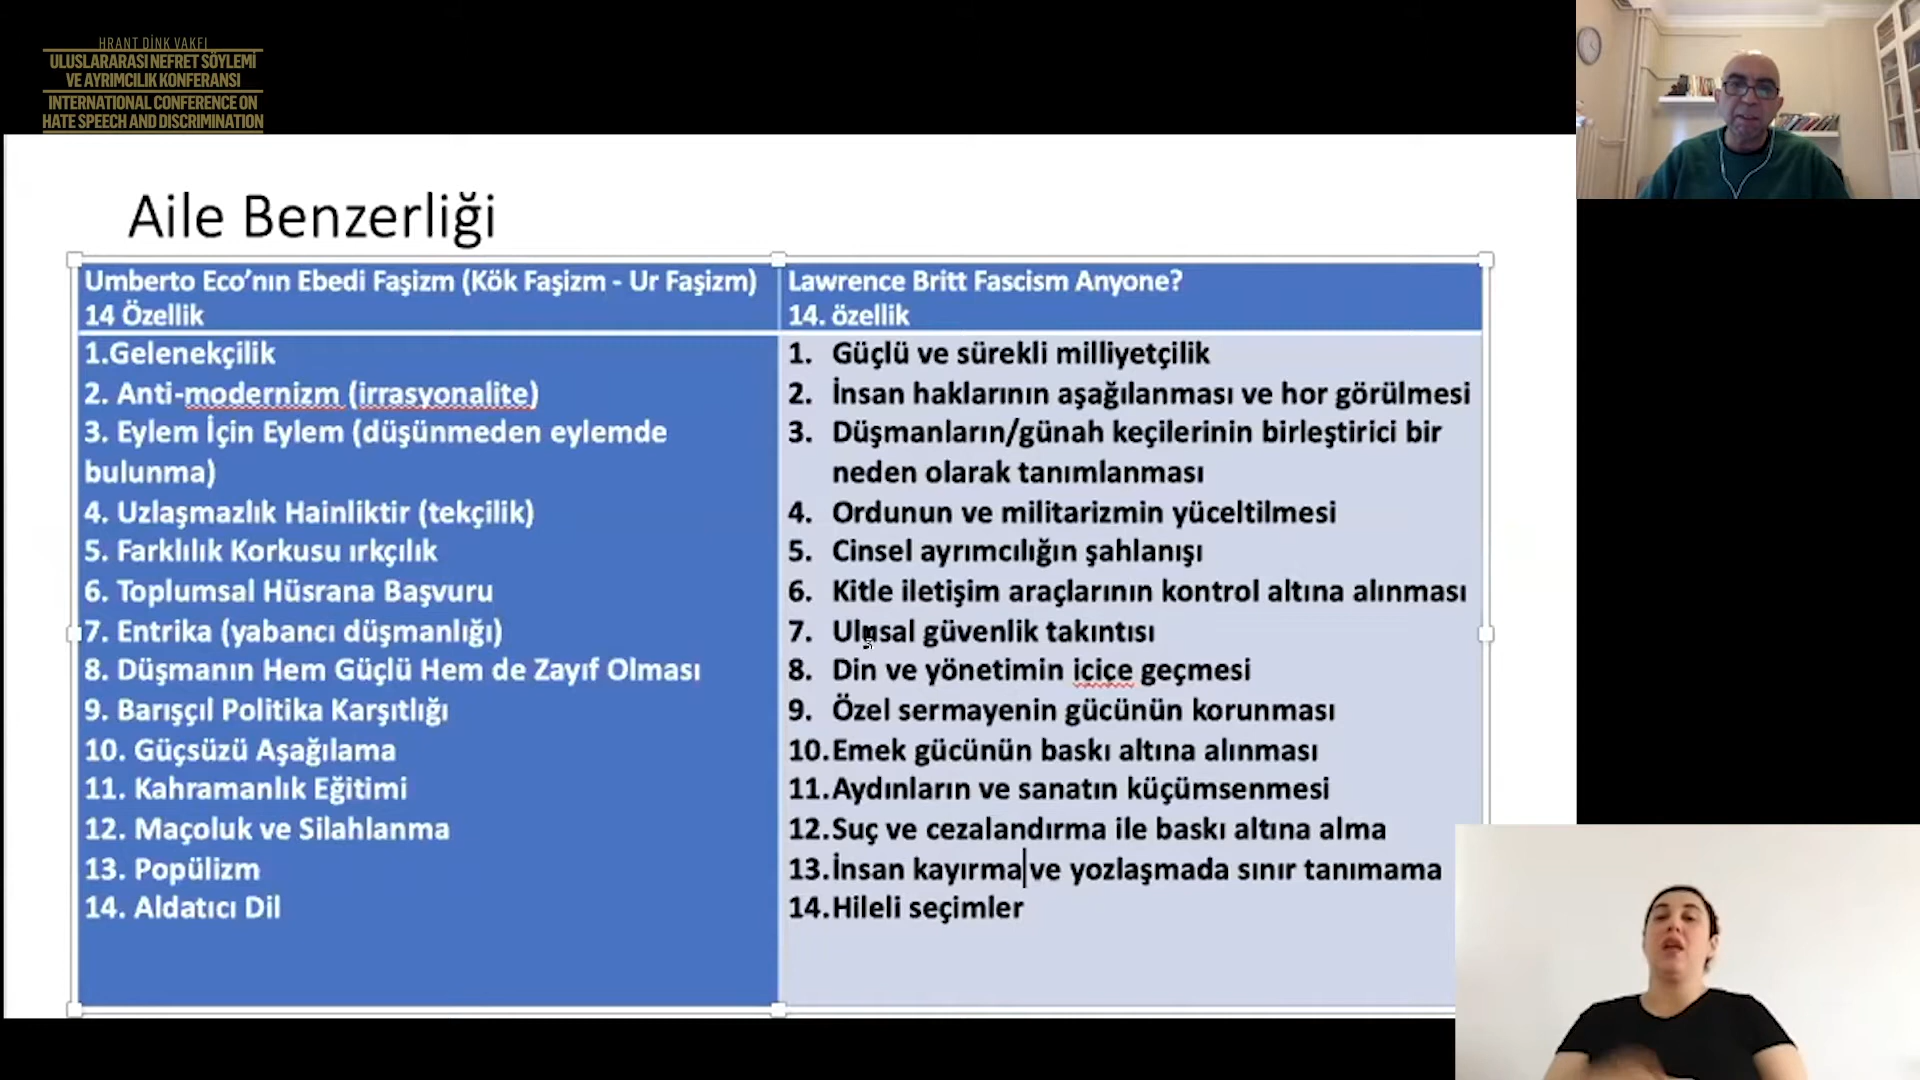 HRANT DİNK VAKFI
ULUSLARARASI NEFRET SÖYLEMİ
VE AYRIMCILIK KONFERANSI
INTERNATIONAL CONFERENCE ON
HATE SPEECH AND DISCRIMINATION
Aile Benzerliği
Umberto Eco’nın Ebedi Faşizm (Kök Faşizm - Ur Faşizm)
14 Özellik
1.Gelenekçilik
2. Anti-modernizm (irrasyonalite)
3. Eylem İçin Eylem (düşünmeden eylemde
bulunma)
4. Uzlaşmazlık Hainliktir (tekçilik)
5. Farklılık Korkusu ırkçılık
6. Toplumsal Hüsrana Başvuru
7. Entrika (yabancı düşmanlığı)
8. Düşmanın Hem Güçlü Hem de Zayıf Olması
9. Barışçıl Politika Karşıtlığı
10. Güçsüzü Aşağılama
11. Kahramanlık Eğitimi
12. Maçoluk ve Silahlanma
13. Popülizm
14. Aldatıcı Dil
Lawrence Britt Fascism Anyone?
14. özellik
1. Güçlü ve sürekli milliyetçilik
2. İnsan haklarının aşağılanması ve hor görülmesi
3. Düşmanların/günah keçilerinin birleştirici bir
neden olarak tanımlanması
4. Ordunun ve militarizmin yüceltilmesi
5. Cinsel ayrımcılığın şahlanışı
6. Kitle iletişim araçlarının kontrol altına alınması
7. Ulusal güvenlik takıntısı
8. Din ve yönetimin içiçe geçmesi
9. Özel sermayenin gücünün korunması
10.Emek gücünün baskı altına alınması
11.Aydınların ve sanatın küçümsenmesi
12.Suç ve cezalandırma ile baskı altına alma
13.İnsan kayırma ve yozlaşmada sınır tanımama
14.Hileli seçimler